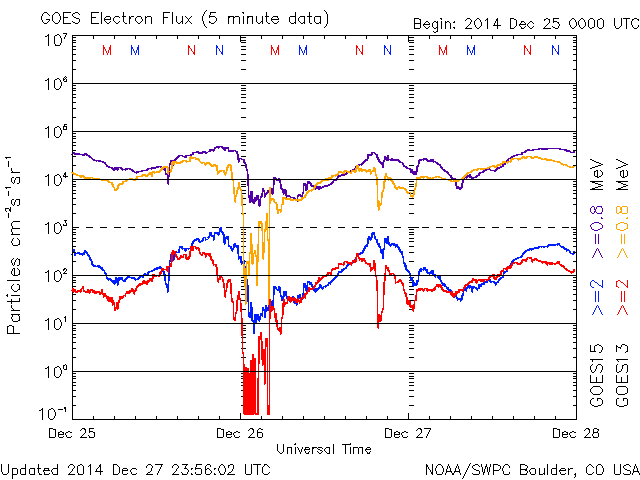 GOES Electron Flux (5 minute data)
Begin: 2014 Dec 25 0000 UTC
M M N N M M N N M M N N
10⁷
10⁶
10⁵
10⁴
10³
10²
10¹
10⁰
10⁻¹
Particles cm⁻²s⁻¹sr⁻¹
Dec 25 Dec 26 Dec 27 Dec 28
Universal Time
GOES15 >=2 >=0.8 MeV
GOES13 >=2 >=0.8 MeV
Updated 2014 Dec 27 23:56:02 UTC
NOAA/SWPC Boulder, CO USA